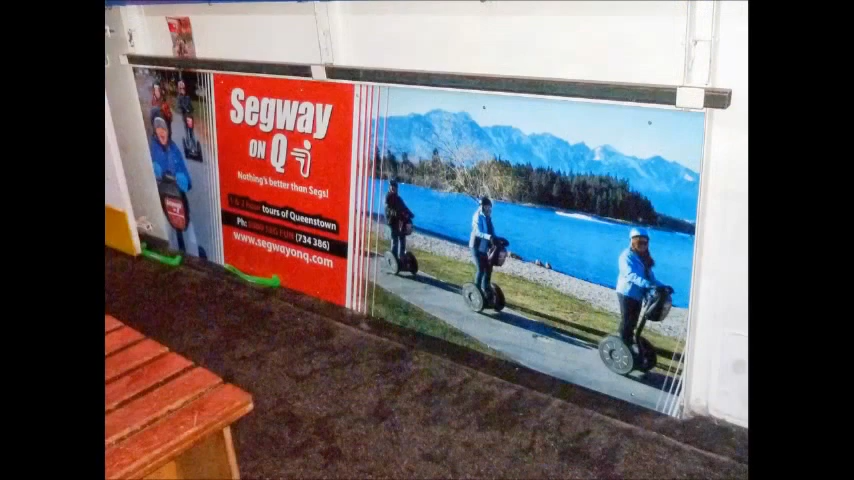 Segway
ON Q
Nothing's better than Segs!
tours of Queenstown
Ph: (734 386)
www.segwayonq.com